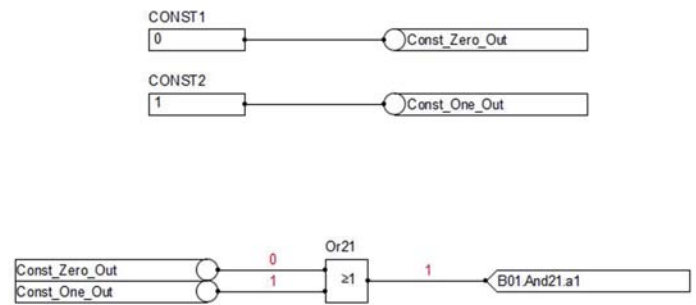 CONST1
0 Const_Zero_Out
CONST2
1 Const_One_Out
Or21
Const_Zero_Out 0
Const_One_Out 1 ≥1 1 B01.And21.a1